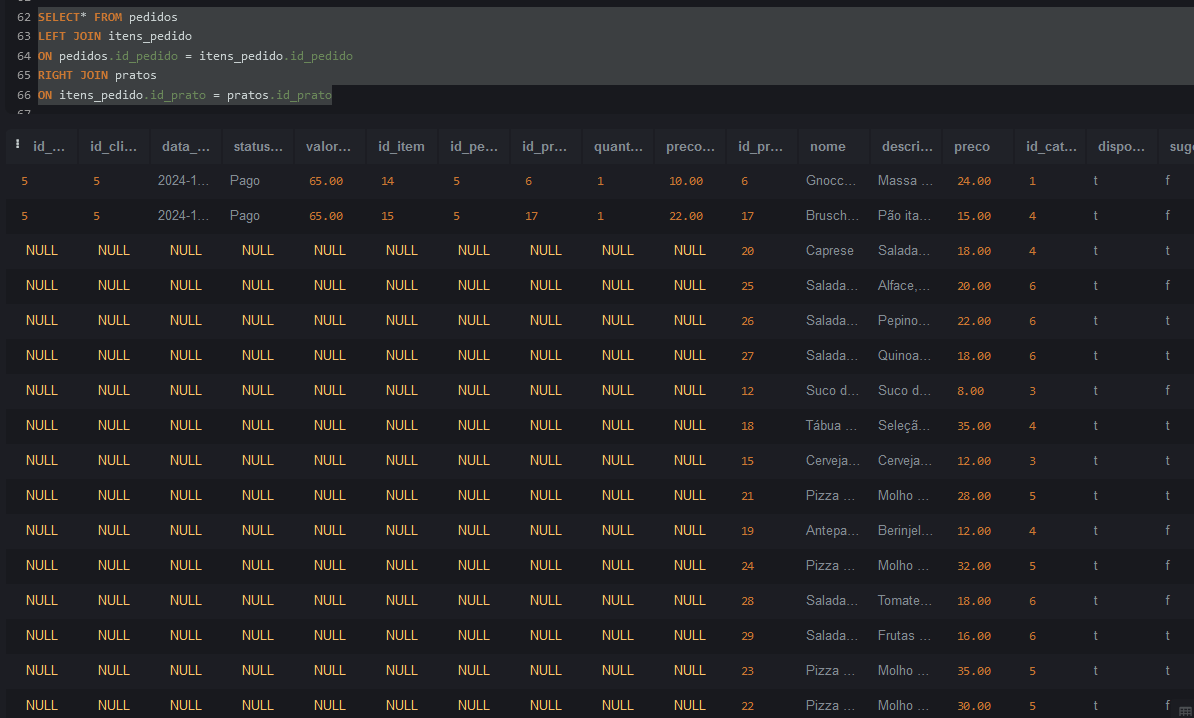 62 SELECT* FROM pedidos
63 LEFT JOIN itens_pedido
64 ON pedidos.id_pedido = itens_pedido.id_pedido
65 RIGHT JOIN pratos
66 ON itens_pedido.id_prato = pratos.id_prato
67
id_... id_cli... data_... status... valor... id_item id_pe... id_pr... quant... preco... id_pr... nome descri... preco id_cat... dispo... suge
5 5 2024-1... Pago 65.00 14 5 6 1 10.00 6 Gnocc... Massa ... 24.00 1 t f
5 5 2024-1... Pago 65.00 15 5 17 1 22.00 17 Brusch... Pão ita... 15.00 4 t f
NULL NULL NULL NULL NULL NULL NULL NULL NULL NULL 20 Caprese Salada... 18.00 4 t t
NULL NULL NULL NULL NULL NULL NULL NULL NULL NULL 25 Salada... Alface,... 20.00 6 t f
NULL NULL NULL NULL NULL NULL NULL NULL NULL NULL 26 Salada... Pepino... 22.00 6 t t
NULL NULL NULL NULL NULL NULL NULL NULL NULL NULL 27 Salada... Quinoa... 18.00 6 t t
NULL NULL NULL NULL NULL NULL NULL NULL NULL NULL 12 Suco d... Suco d... 8.00 3 t f
NULL NULL NULL NULL NULL NULL NULL NULL NULL NULL 18 Tábua ... Seleçã... 35.00 4 t t
NULL NULL NULL NULL NULL NULL NULL NULL NULL NULL 15 Cerveja... Cerveja... 12.00 3 t t
NULL NULL NULL NULL NULL NULL NULL NULL NULL NULL 21 Pizza ... Molho ... 28.00 5 t t
NULL NULL NULL NULL NULL NULL NULL NULL NULL NULL 19 Antepa... Berinjel... 12.00 4 t f
NULL NULL NULL NULL NULL NULL NULL NULL NULL NULL 24 Pizza ... Molho ... 32.00 5 t f
NULL NULL NULL NULL NULL NULL NULL NULL NULL NULL 28 Salada... Tomate... 18.00 6 t f
NULL NULL NULL NULL NULL NULL NULL NULL NULL NULL 29 Salada... Frutas ... 16.00 6 t t
NULL NULL NULL NULL NULL NULL NULL NULL NULL NULL 23 Pizza ... Molho ... 35.00 5 t t
NULL NULL NULL NULL NULL NULL NULL NULL NULL NULL 22 Pizza ... Molho ... 30.00 5 t f